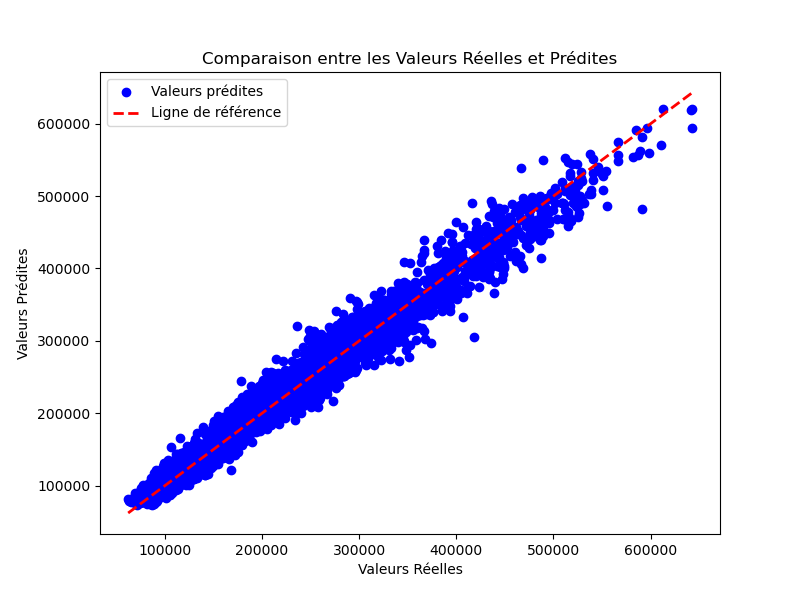 Comparaison entre les Valeurs Réelles et Prédites
Valeurs prédites
Ligne de référence
600000
500000
400000
300000
200000
100000
Valeurs Prédites
100000 200000 300000 400000 500000 600000
Valeurs Réelles